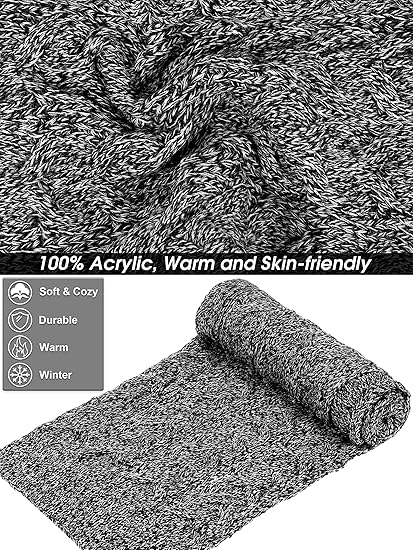 100% Acrylic, Warm and Skin-friendly
Soft & Cozy
Durable
Warm
Winter